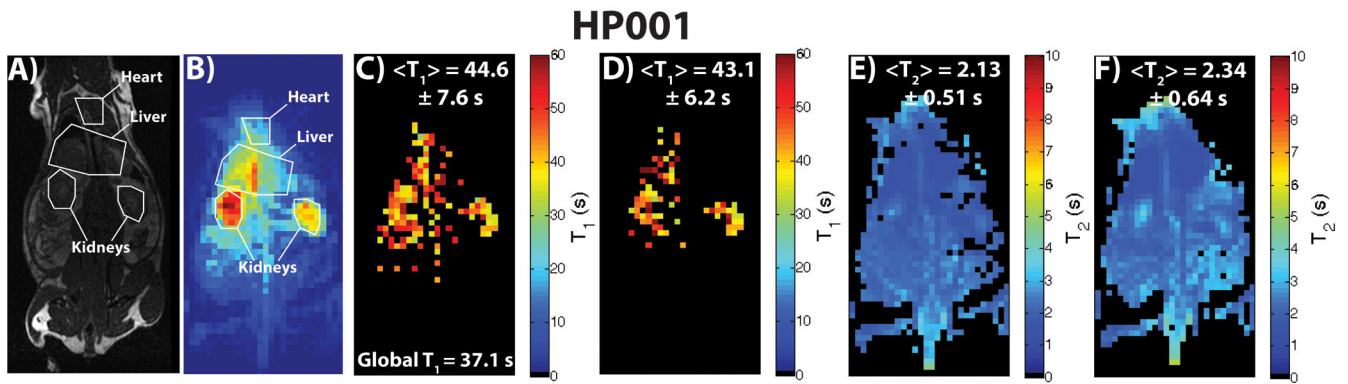 HP001
A)
Heart
Liver
Kidneys
B)
Heart
Liver
Kidneys
C) <T1> = 44.6
± 7.6 s
Global T1 = 37.1 s
60
50
40
30
20
10
0
T1 (s)
D) <T1> = 43.1
± 6.2 s
60
50
40
30
20
10
0
T1 (s)
E) <T2> = 2.13
± 0.51 s
10
9
8
7
6
5
4
3
2
1
0
T2 (s)
F) <T2> = 2.34
± 0.64 s
10
9
8
7
6
5
4
3
2
1
0
T2 (s)